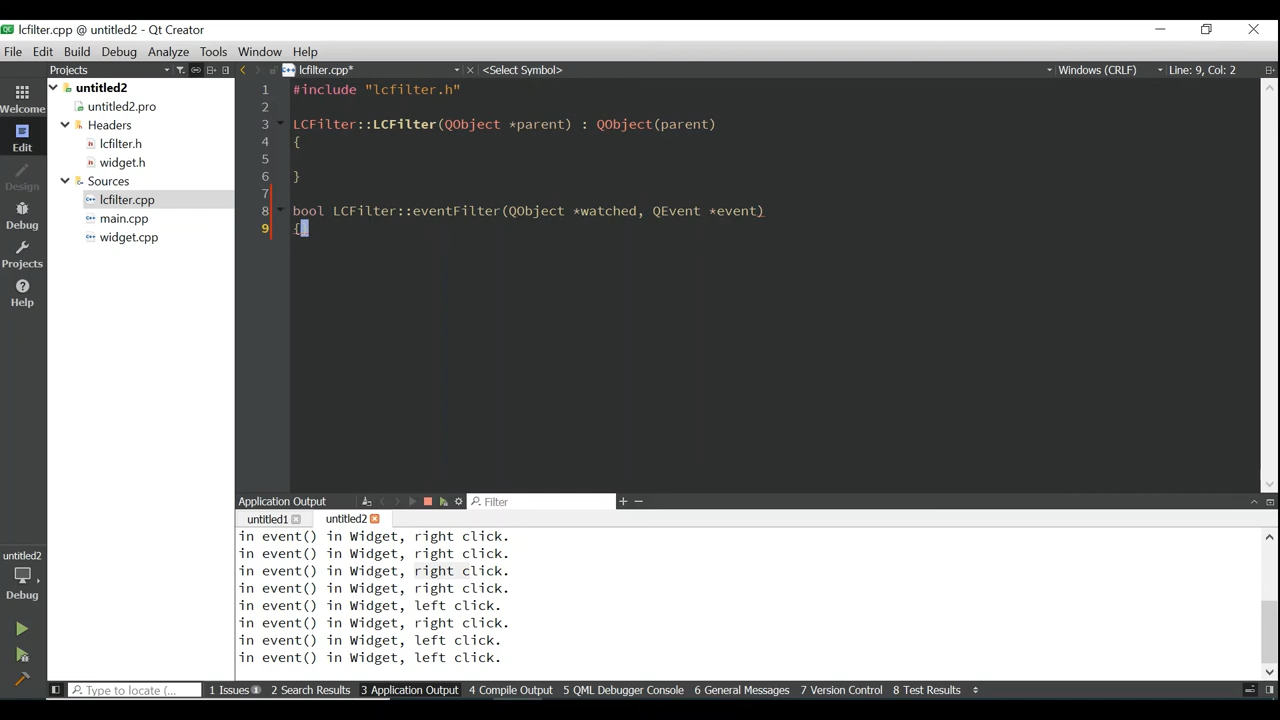 lcfilter.cpp @ untitled2 - Qt Creator
File Edit Build Debug Analyze Tools Window Help
Projects
lcfilter.cpp*
<Select Symbol>
Windows (CRLF)
Line: 9, Col: 2
Welcome
Edit
Design
Debug
Projects
Help
untitled2
Debug
untitled2
untitled2.pro
Headers
lcfilter.h
widget.h
Sources
lcfilter.cpp
main.cpp
widget.cpp
1 #include "lcfilter.h"
2
3 LCFilter::LCFilter(QObject *parent) : QObject(parent)
4 {
5
6 }
7
8 bool LCFilter::eventFilter(QObject *watched, QEvent *event)
9 {
Application Output
Filter
untitled1
untitled2
in event() in Widget, right click.
in event() in Widget, right click.
in event() in Widget, right click.
in event() in Widget, right click.
in event() in Widget, left click.
in event() in Widget, right click.
in event() in Widget, left click.
in event() in Widget, left click.
Type to locate (...
1 Issues 1
2 Search Results
3 Application Output
4 Compile Output
5 QML Debugger Console
6 General Messages
7 Version Control
8 Test Results